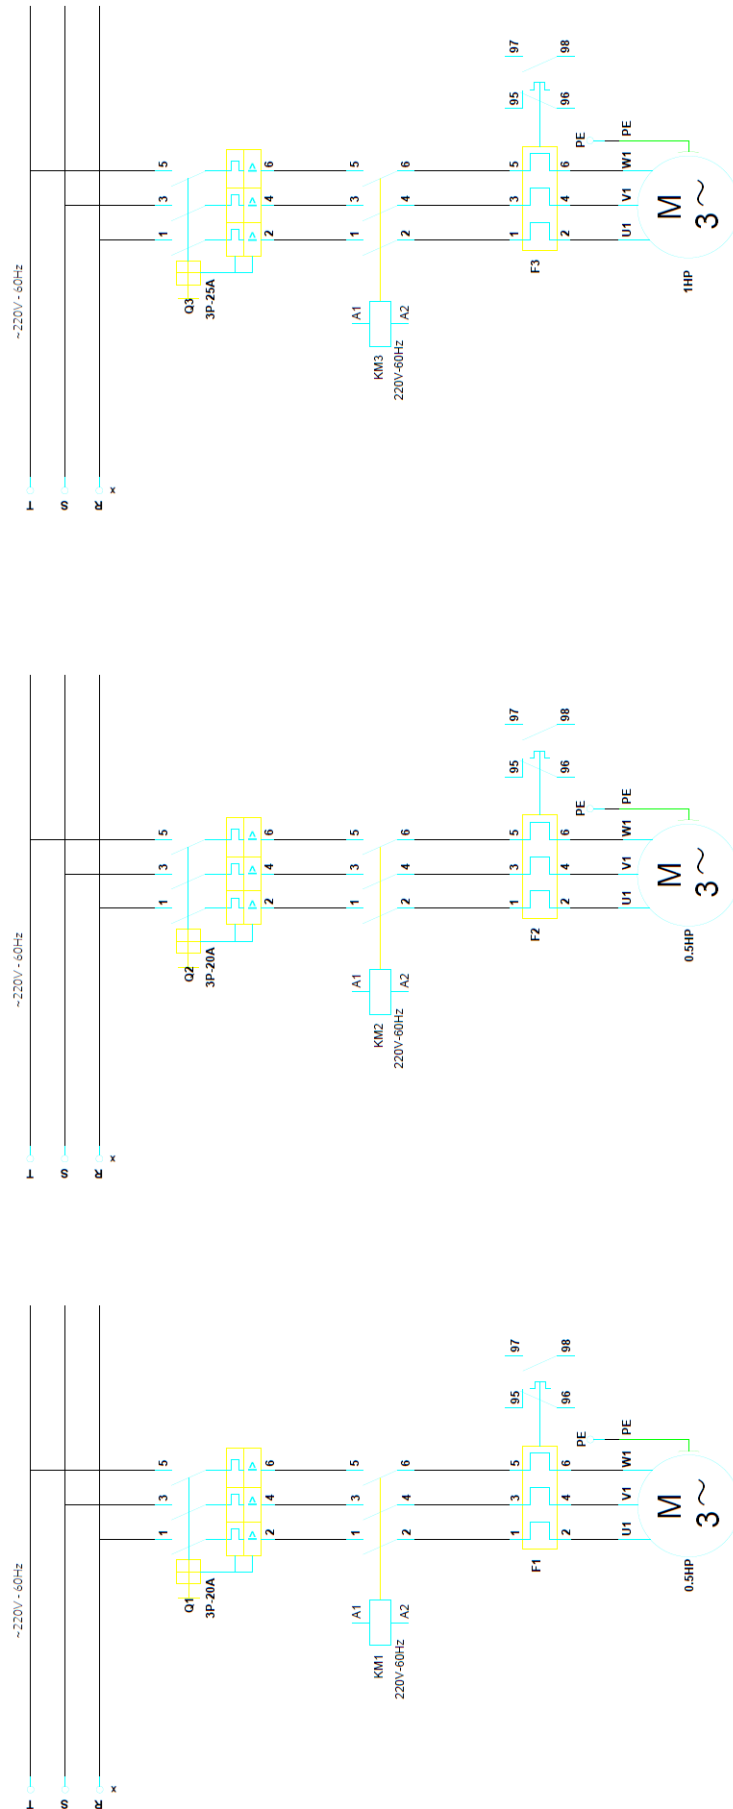 ~220V - 60Hz
T
S
R
x
1 3 5
Q1
3P-20A
2 4 6
A1
1 3 5
KM1
A2
2 4 6
220V-60Hz
1 3 5
95 97
F1
2 4 6
96 98
PE
U1 V1 W1 PE
M
3~
0.5HP
~220V - 60Hz
T
S
R
x
1 3 5
Q2
3P-20A
2 4 6
A1
1 3 5
KM2
A2
2 4 6
220V-60Hz
1 3 5
95 97
F2
2 4 6
96 98
PE
U1 V1 W1 PE
M
3~
0.5HP
~220V - 60Hz
T
S
R
x
1 3 5
Q3
3P-25A
2 4 6
A1
1 3 5
KM3
A2
2 4 6
220V-60Hz
1 3 5
95 97
F3
2 4 6
96 98
PE
U1 V1 W1 PE
M
3~
1HP